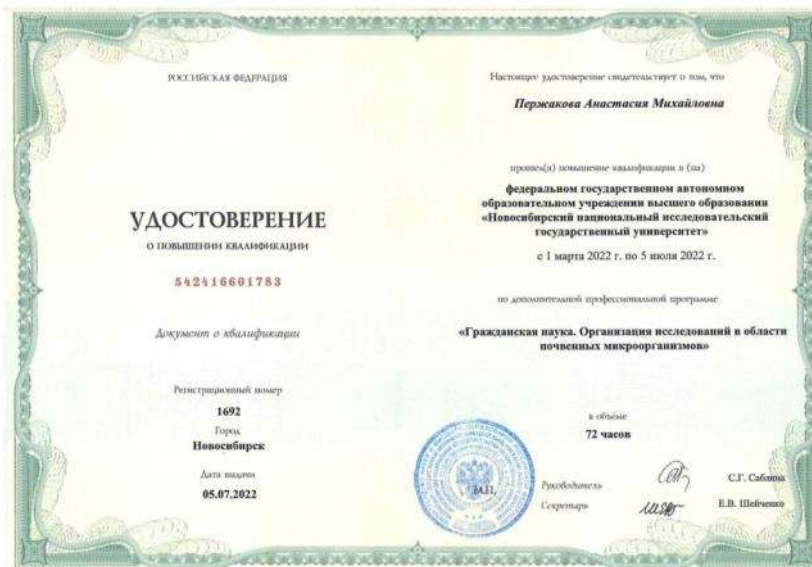 РОССИЙСКАЯ ФЕДЕРАЦИЯ
УДОСТОВЕРЕНИЕ
О ПОВЫШЕНИИ КВАЛИФИКАЦИИ
542416601783
Документ о квалификации
Регистрационный номер
1692
Город
Новосибирск
Дата выдачи
05.07.2022
Настоящее удостоверение свидетельствует о том, что
Пержакова Анастасия Михайловна
прошел(а) повышение квалификации в (на)
федеральном государственном автономном
образовательном учреждении высшего образования
«Новосибирский национальный исследовательский
государственный университет»
с 1 марта 2022 г. по 5 июля 2022 г.
по дополнительной профессиональной программе
«Гражданская наука. Организация исследований в области
почвенных микроорганизмов»
в объёме
72 часов
М.П.
Руководитель
С.Г. Саблина
Секретарь
Е.В. Шейченко